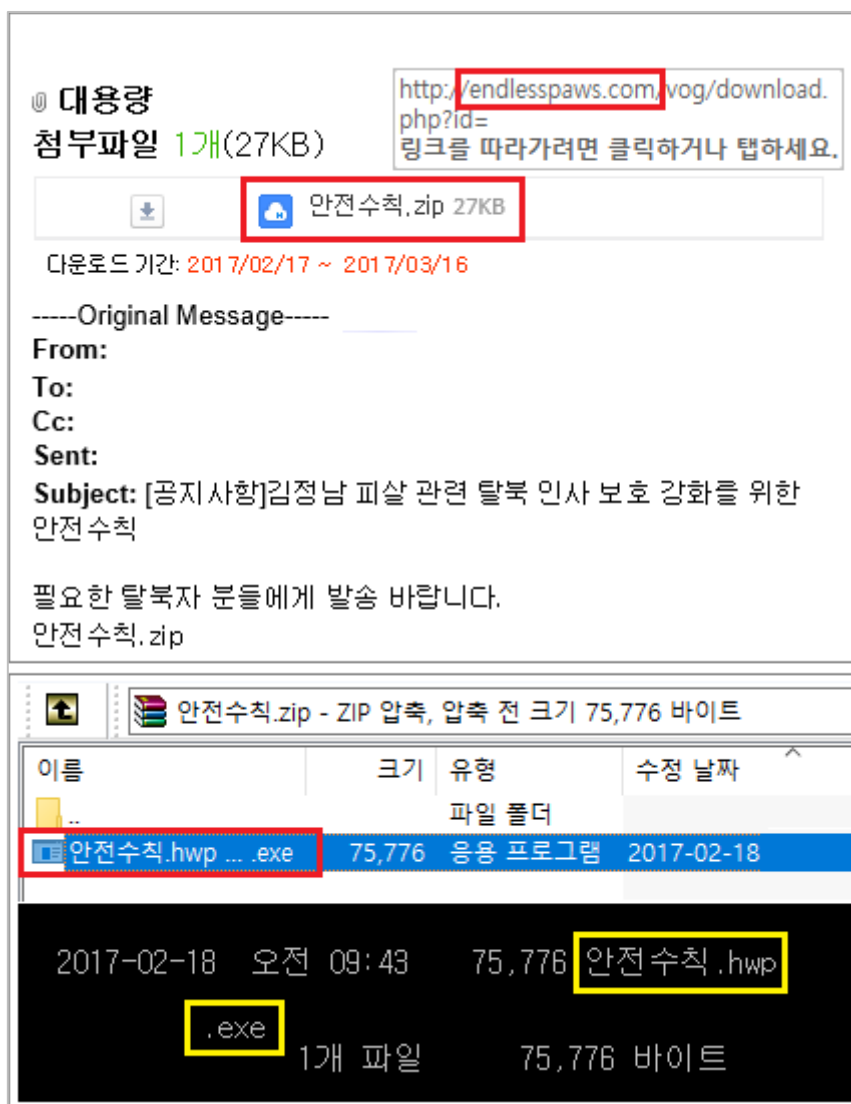 대용량
첨부파일 1개(27KB)
http://endlesspaws.com/vog/download.
php?id=
링크를 따라가려면 클릭하거나 탭하세요.
안전수칙.zip 27KB
다운로드 기간: 2017/02/17 ~ 2017/03/16
-----Original Message-----
From:
To:
Cc:
Sent:
Subject: [공지사항]김정남 피살 관련 탈북 인사 보호 강화를 위한
안전수칙
필요한 탈북자 분들에게 발송 바랍니다.
안전수칙.zip
안전수칙.zip - ZIP 압축, 압축 전 크기 75,776 바이트
이름 크기 유형 수정 날짜
.. 파일 폴더
안전수칙.hwp ... .exe 75,776 응용 프로그램 2017-02-18
2017-02-18 오전 09:43 75,776 안전수칙.hwp
.exe
1개 파일 75,776 바이트